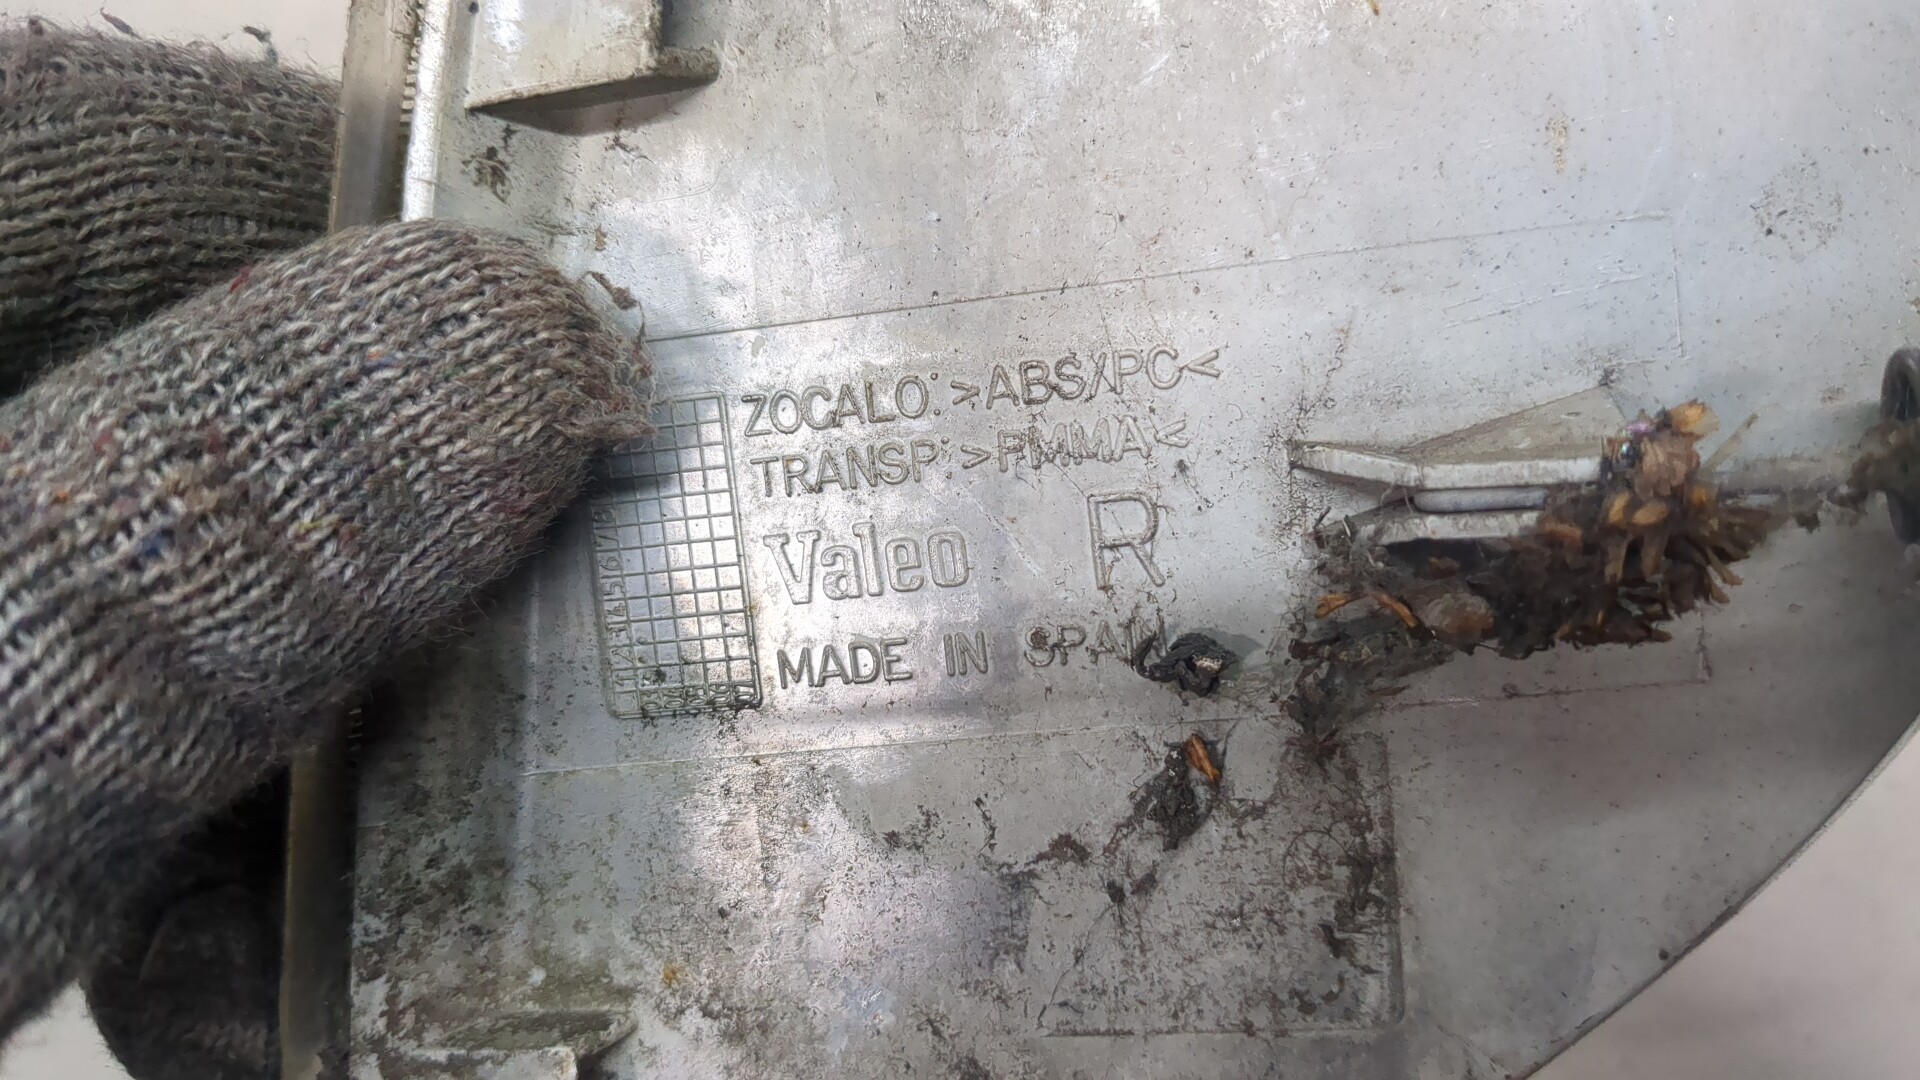 ZOCALO: >ABS/PC<
TRANSP: >PMMA<
Valeo R
MADE IN SPAIN